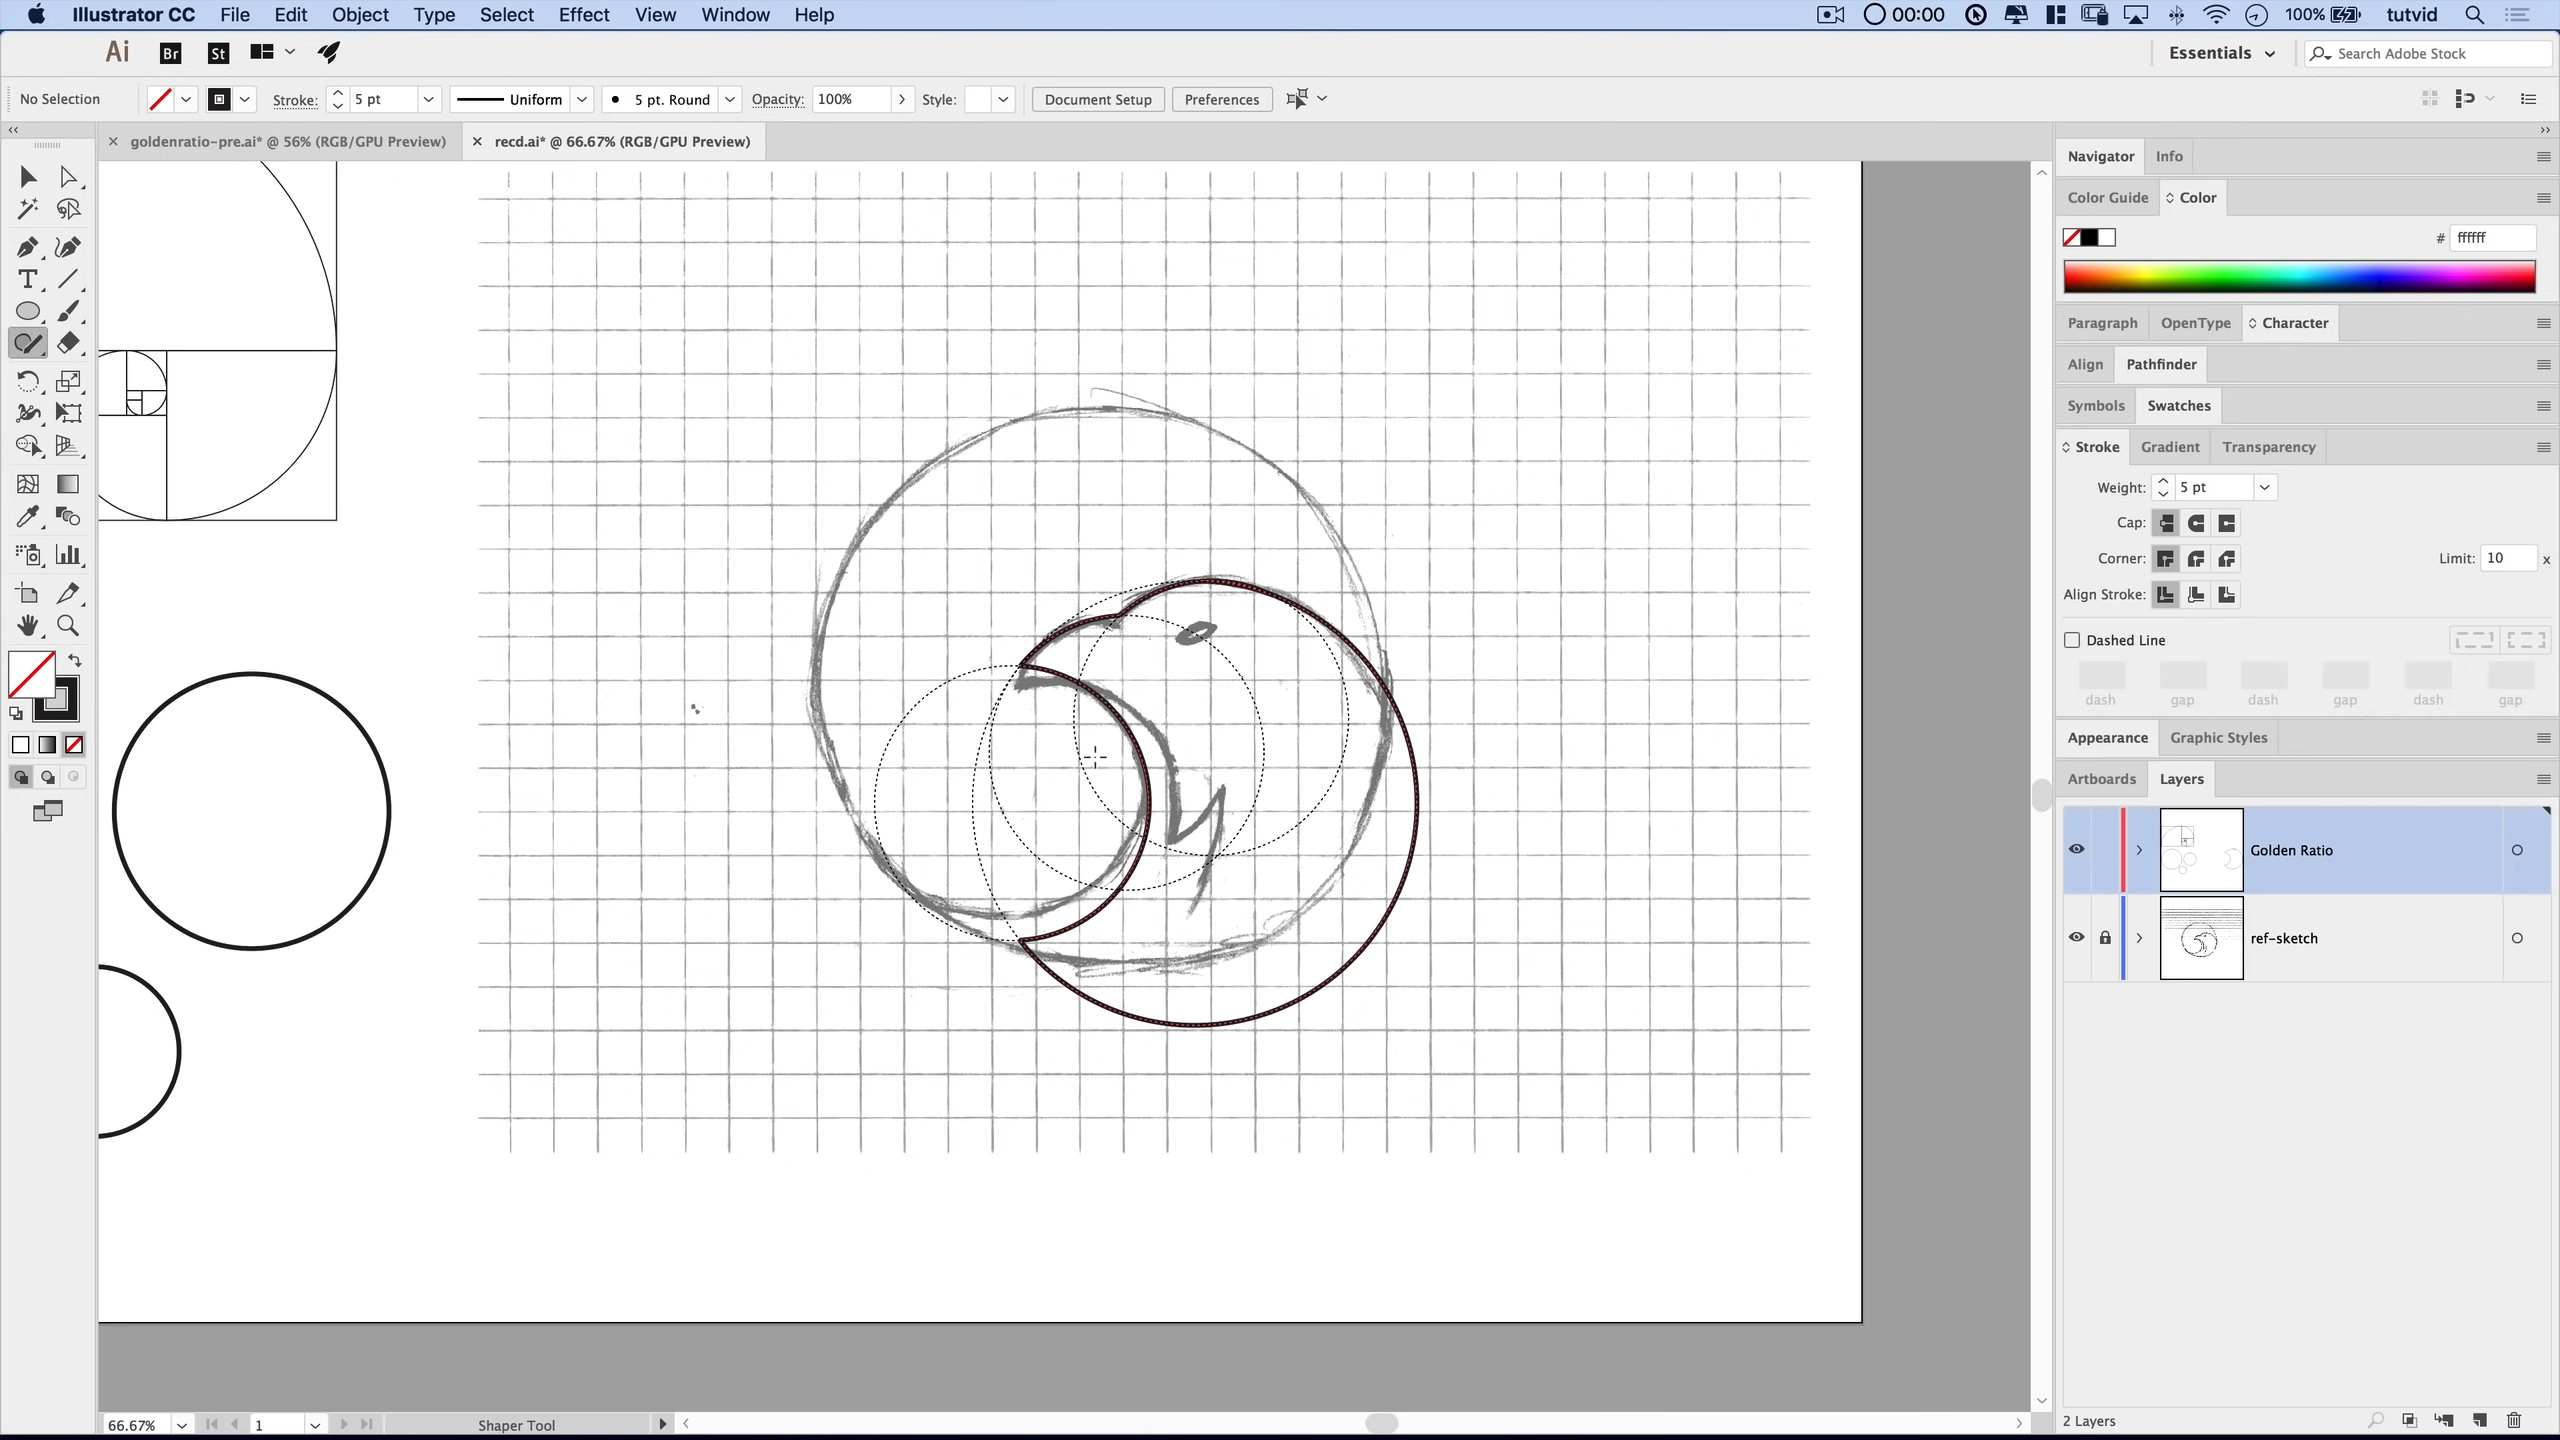 Illustrator CC File Edit Object Type Select Effect View Window Help 00:00 100% tutvid
Ai Br St Essentials Search Adobe Stock
No Selection Stroke: 5 pt Uniform 5 pt. Round Opacity: 100% Style: Document Setup Preferences
× goldenratio-pre.ai* @ 56% (RGB/GPU Preview) × recd.ai* @ 66.67% (RGB/GPU Preview)
Navigator Info
Color Guide Color
# ffffff
Paragraph OpenType Character
Align Pathfinder
Symbols Swatches
Stroke Gradient Transparency
Weight: 5 pt
Cap:
Corner: Limit: 10 x
Align Stroke:
Dashed Line
dash gap dash gap dash gap
Appearance Graphic Styles
Artboards Layers
Golden Ratio
ref-sketch
66.67% 1 Shaper Tool 2 Layers